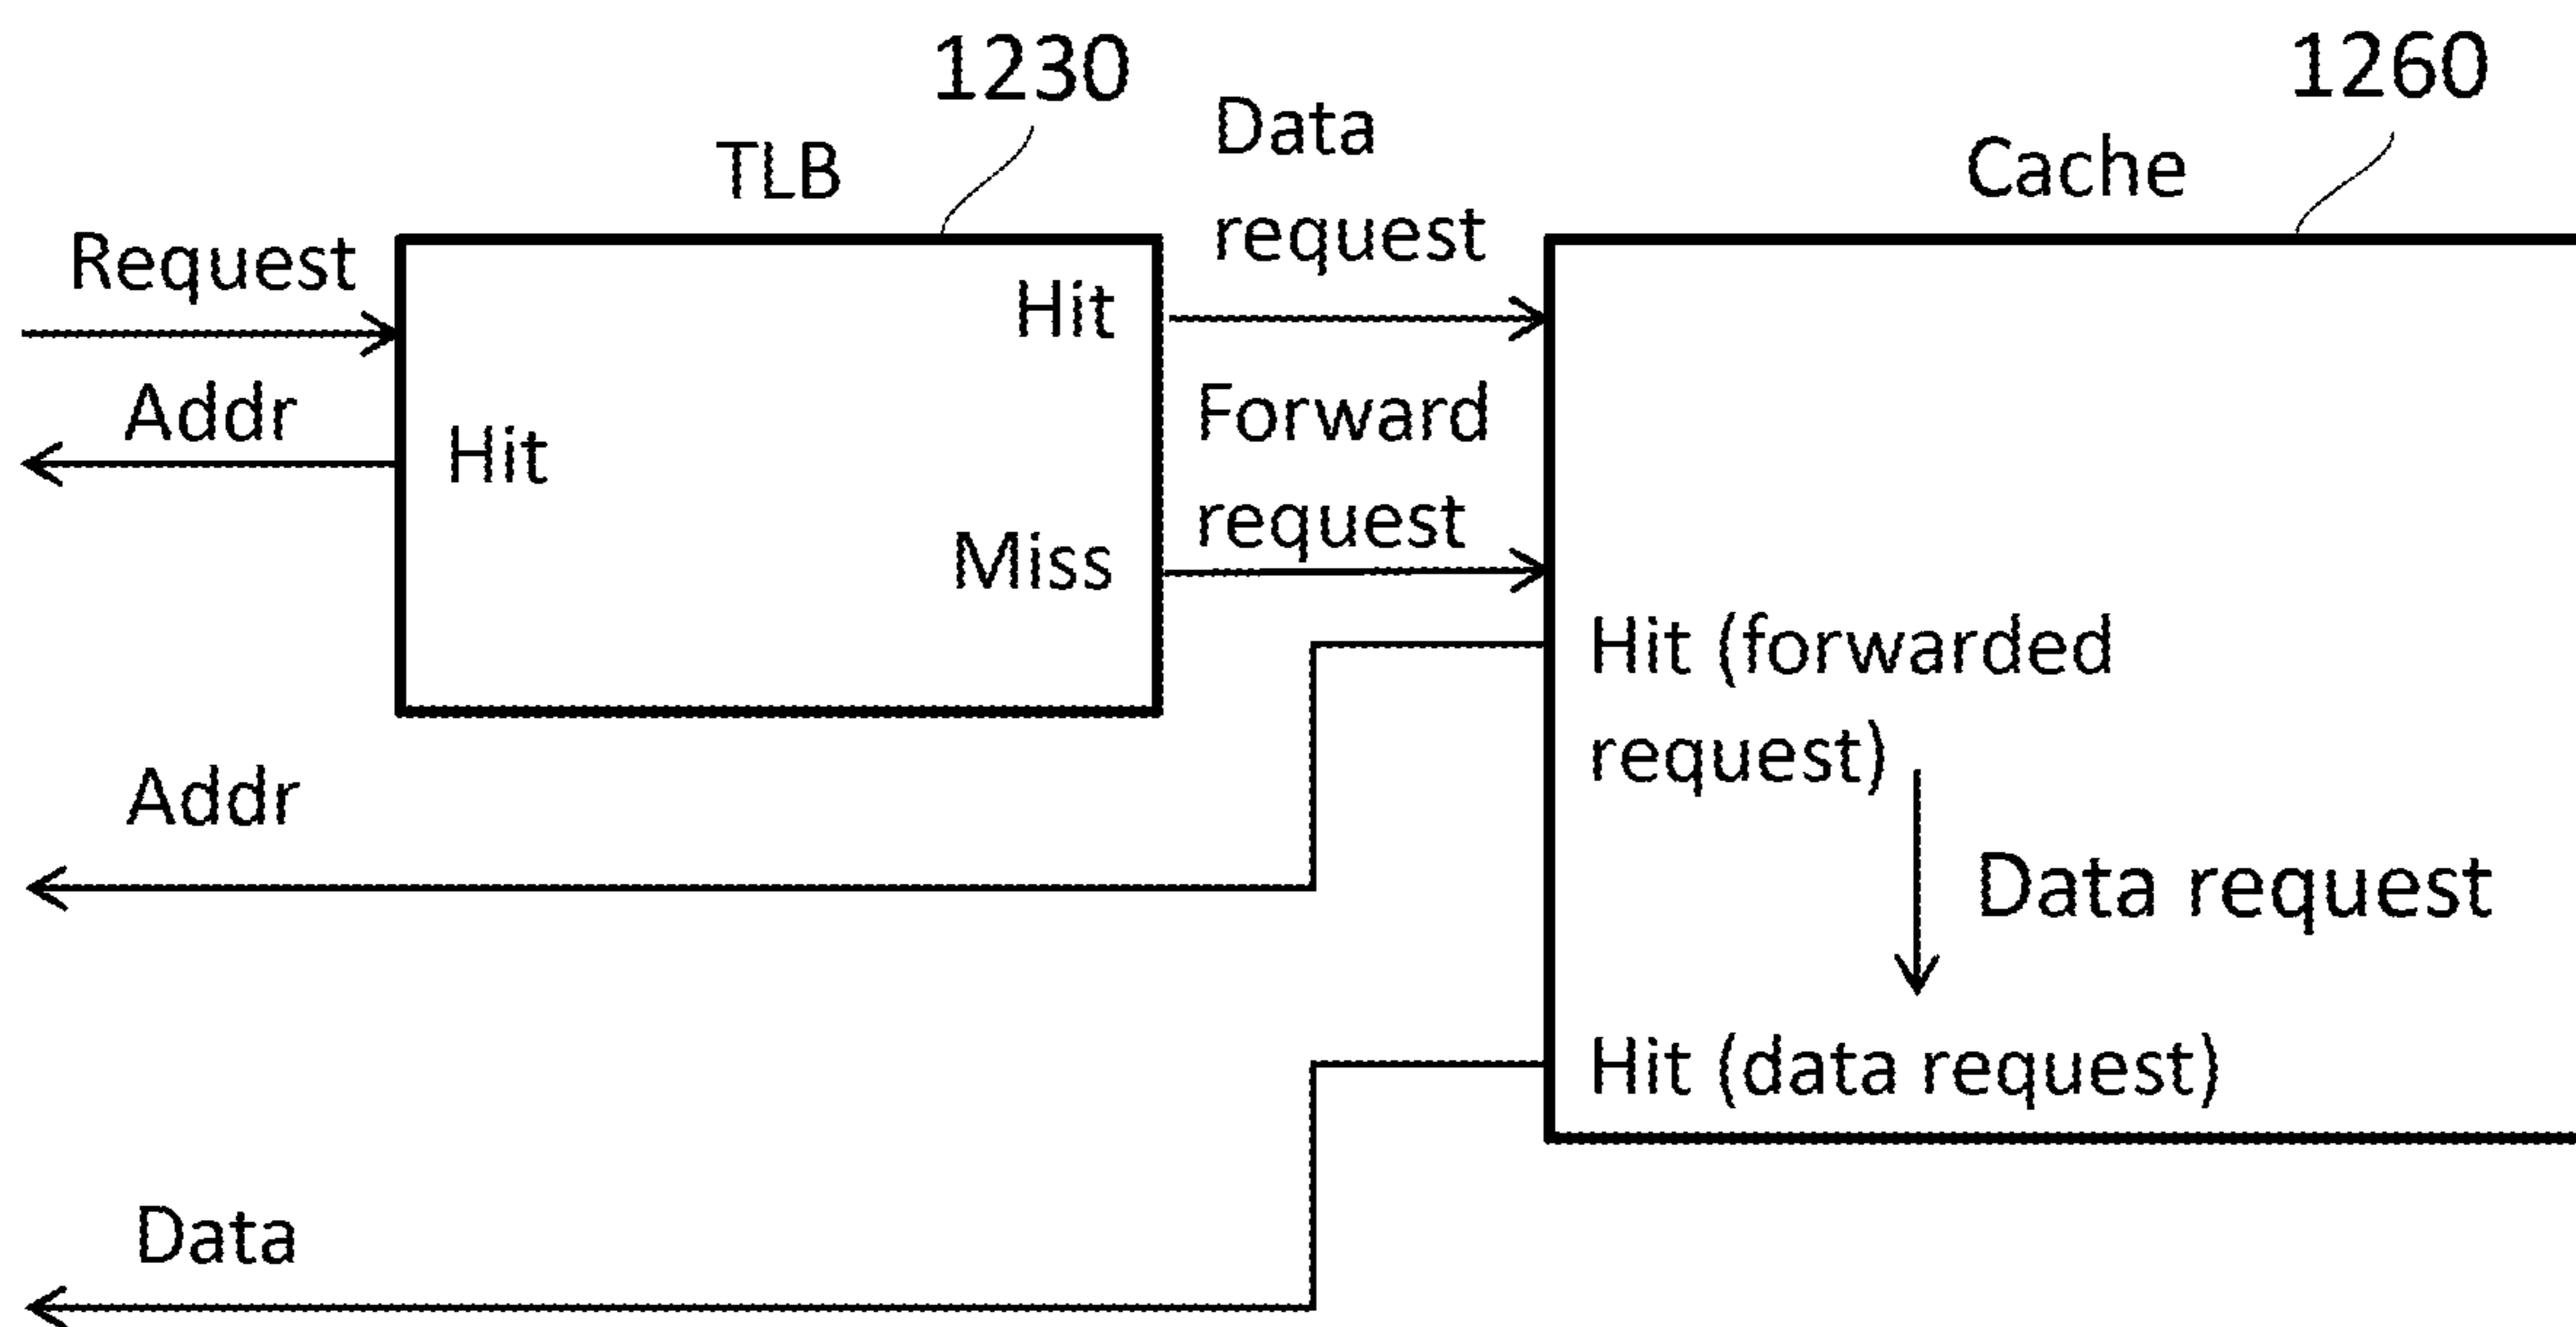 1230
1260
TLB
Data
request
Cache
Request
Hit
Addr
Hit
Forward
request
Miss
Hit (forwarded
request)
Addr
Data request
Hit (data request)
Data